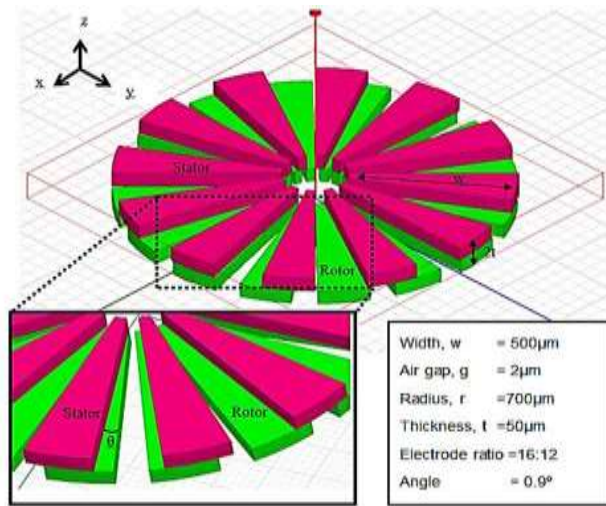 z
x
y
Stator
w
2t
Rotor
Stator
Rotor
θ
Width, w = 500μm
Air gap, g = 2μm
Radius, r =700μm
Thickness, t =50μm
Electrode ratio =16:12
Angle = 0.9º